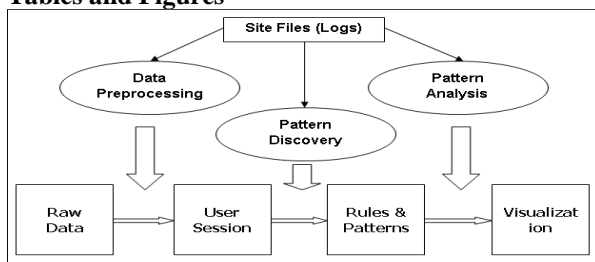 Tables and Figures
Site Files (Logs)
Data
Preprocessing
Pattern
Analysis
Pattern
Discovery
Raw
Data
User
Session
Rules &
Patterns
Visualizat
ion